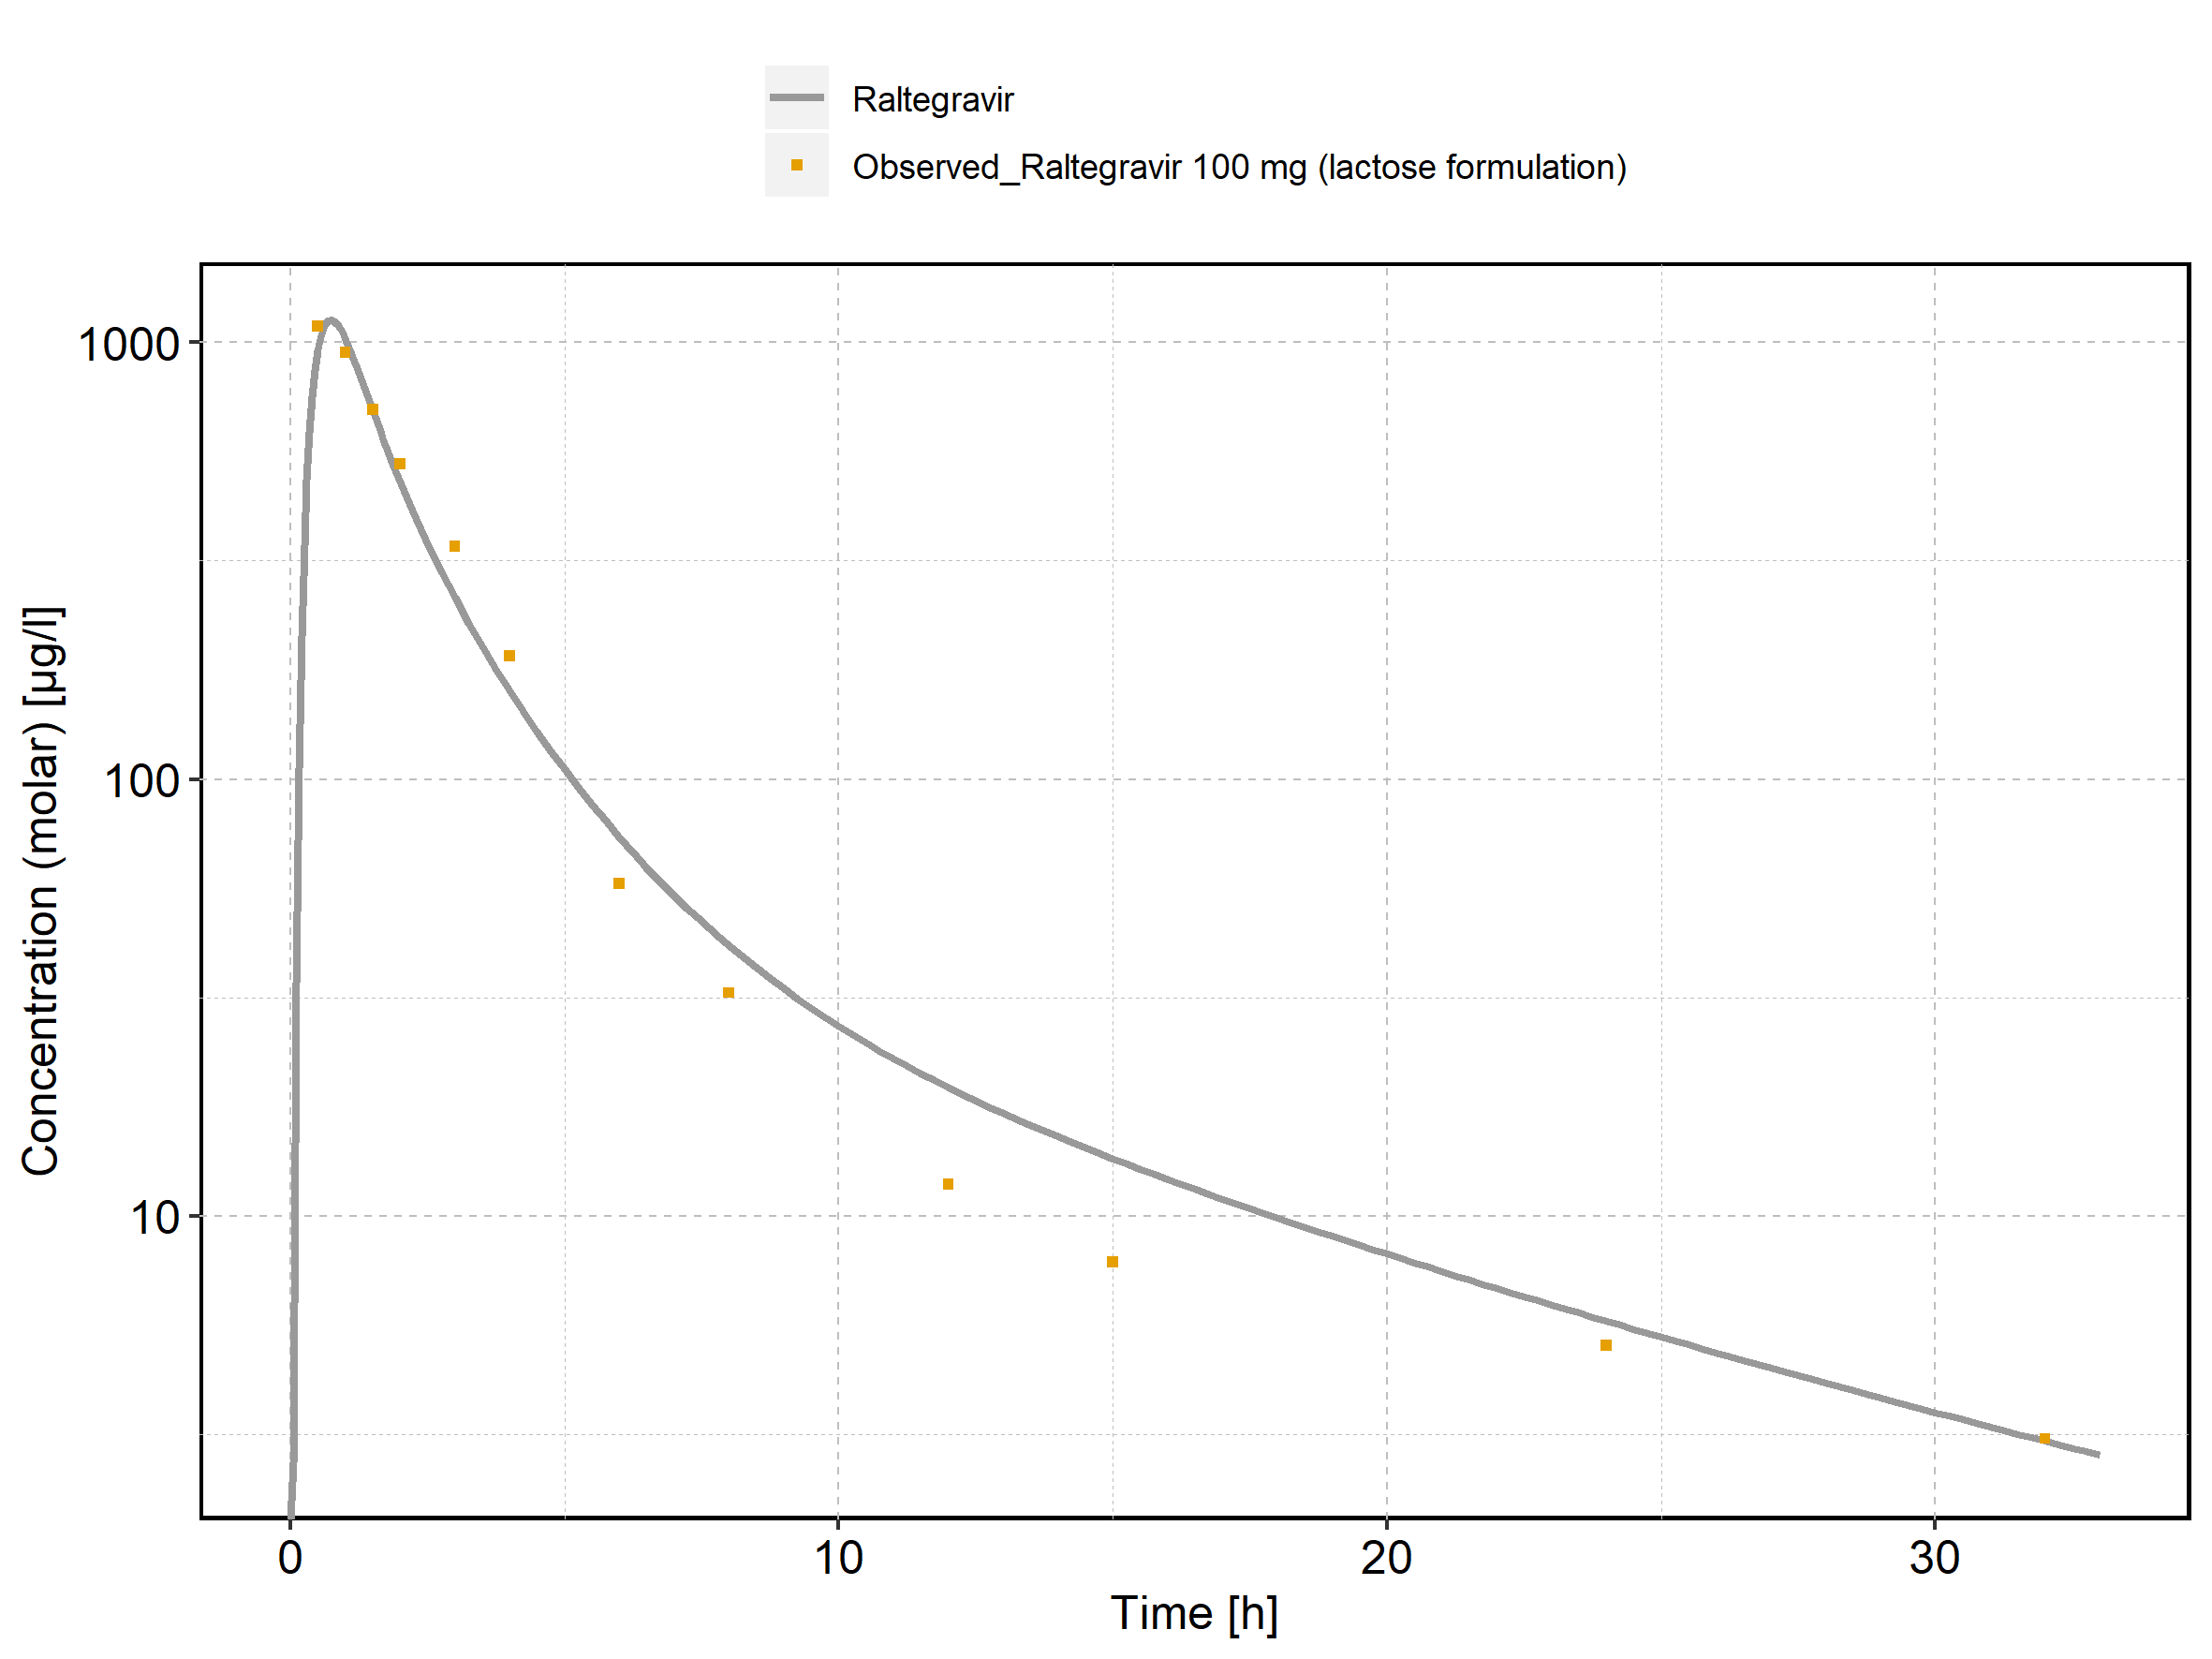 Raltegravir
Observed_Raltegravir 100 mg (lactose formulation)
Concentration (molar) [µg/l]
1000
100
10
0 10 20 30
Time [h]